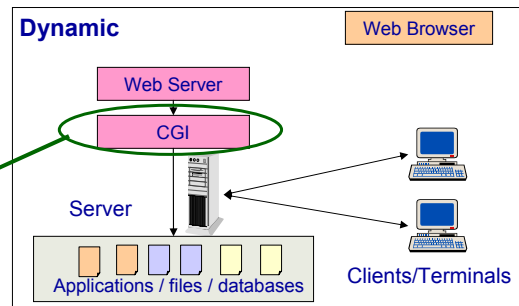 Dynamic
Web Browser
Web Server
CGI
Server
Applications / files / databases
Clients/Terminals